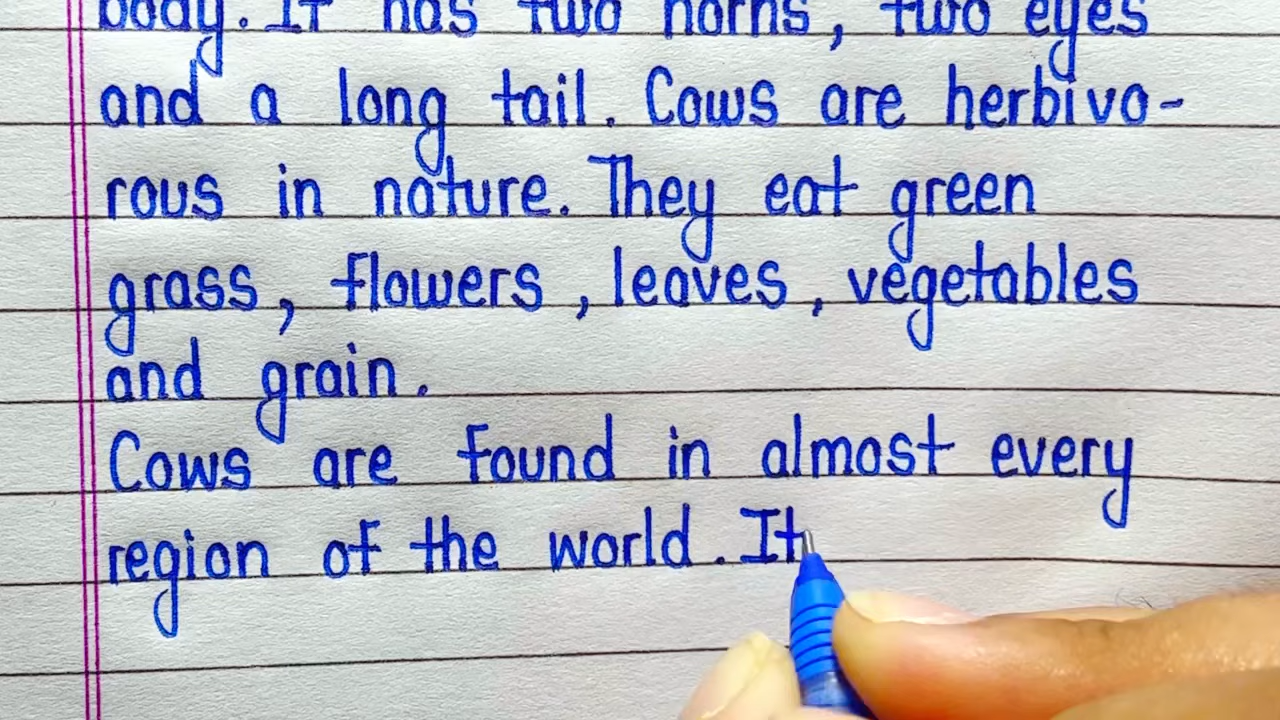 body. It has two horns, two eyes
and a long tail. Cows are herbivo-
rous in nature. They eat green
grass, flowers, leaves, vegetables
and grain.
Cows are found in almost every
region of the world. It